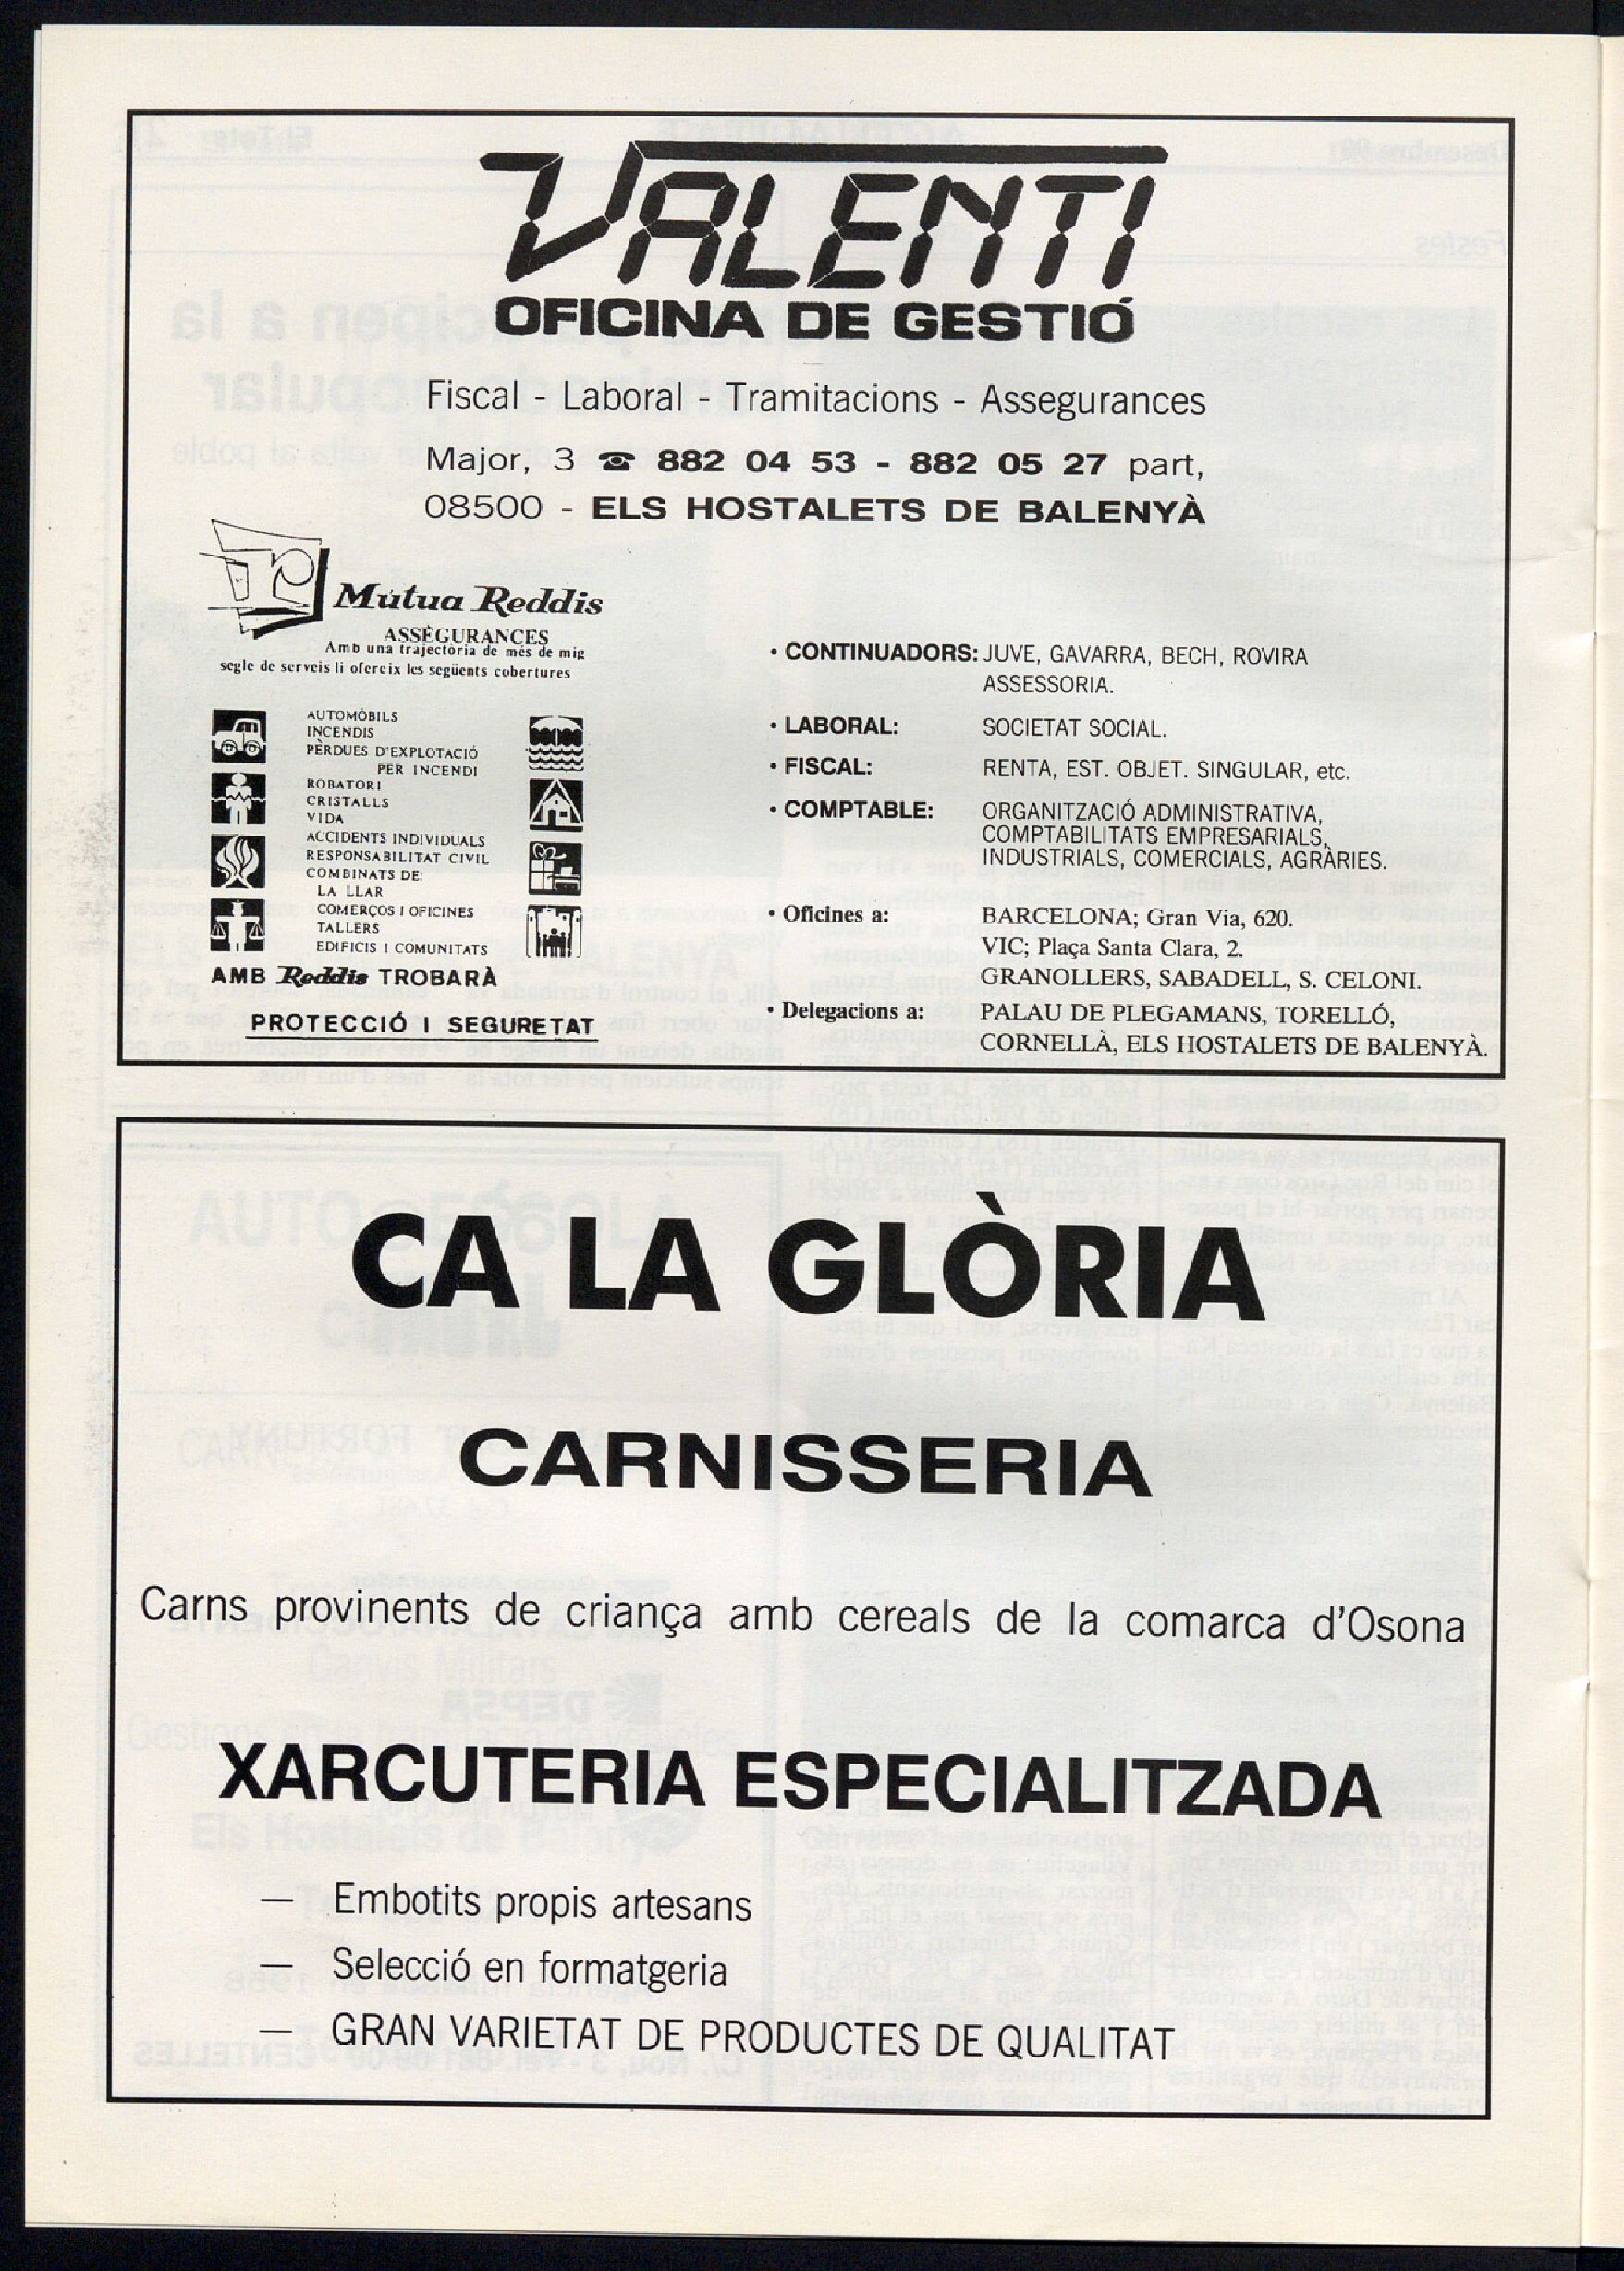 VALENTI
OFICINA DE GESTIÓ
Fiscal - Laboral - Tramitacions - Assegurances
Major, 3 ☎ 882 04 53 - 882 05 27 part,
08500 - ELS HOSTALETS DE BALENYÀ
Mútua Reddis
ASSEGURANCES
Amb una trajectòria de més de mig
segle de serveis li ofereix les següents cobertures
AUTOMÒBILS
INCENDIS
PÈRDUES D'EXPLOTACIÓ
PER INCENDI
ROBATORI
CRISTALLS
VIDA
ACCIDENTS INDIVIDUALS
RESPONSABILITAT CIVIL
COMBINATS DE:
LA LLAR
COMERÇOS I OFICINES
TALLERS
EDIFICIS I COMUNITATS
AMB Reddis TROBARÀ
PROTECCIÓ I SEGURETAT
• CONTINUADORS: JUVE, GAVARRA, BECH, ROVIRA
ASSESSORIA.
• LABORAL: SOCIETAT SOCIAL.
• FISCAL: RENTA, EST. OBJET. SINGULAR, etc.
• COMPTABLE: ORGANITZACIÓ ADMINISTRATIVA,
COMPTABILITATS EMPRESARIALS,
INDUSTRIALS, COMERCIALS, AGRÀRIES.
• Oficines a: BARCELONA; Gran Via, 620.
VIC; Plaça Santa Clara, 2.
GRANOLLERS, SABADELL, S. CELONI.
• Delegacions a: PALAU DE PLEGAMANS, TORELLÓ,
CORNELLÀ, ELS HOSTALETS DE BALENYÀ.
CA LA GLÒRIA
CARNISSERIA
Carns provinents de criança amb cereals de la comarca d'Osona
XARCUTERIA ESPECIALITZADA
— Embotits propis artesans
— Selecció en formatgeria
— GRAN VARIETAT DE PRODUCTES DE QUALITAT